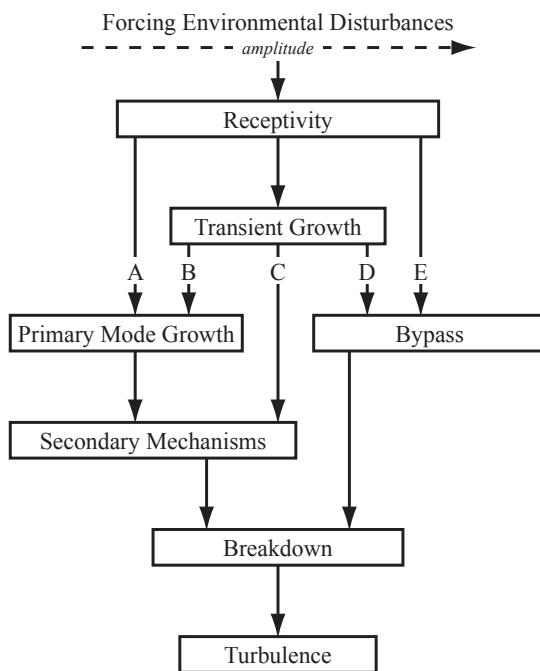 Forcing Environmental Disturbances
amplitude
Receptivity
Transient Growth
A B C D E
Primary Mode Growth Bypass
Secondary Mechanisms
Breakdown
Turbulence